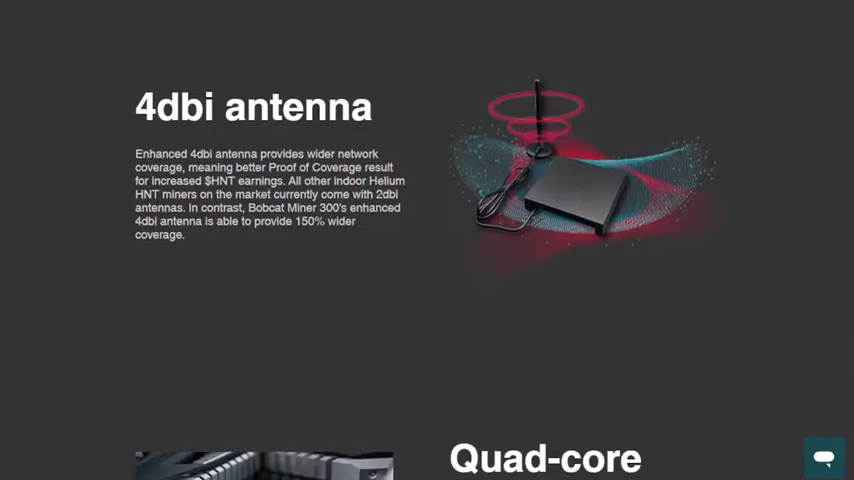 4dbi antenna
Enhanced 4dbi antenna provides wider network
coverage, meaning better Proof of Coverage result
for increased $HNT earnings. All other indoor Helium
HNT miners on the market currently come with 2dbi
antennas. In contrast, Bobcat Miner 300's enhanced
4dbi antenna is able to provide 150% wider
coverage.
Quad-core